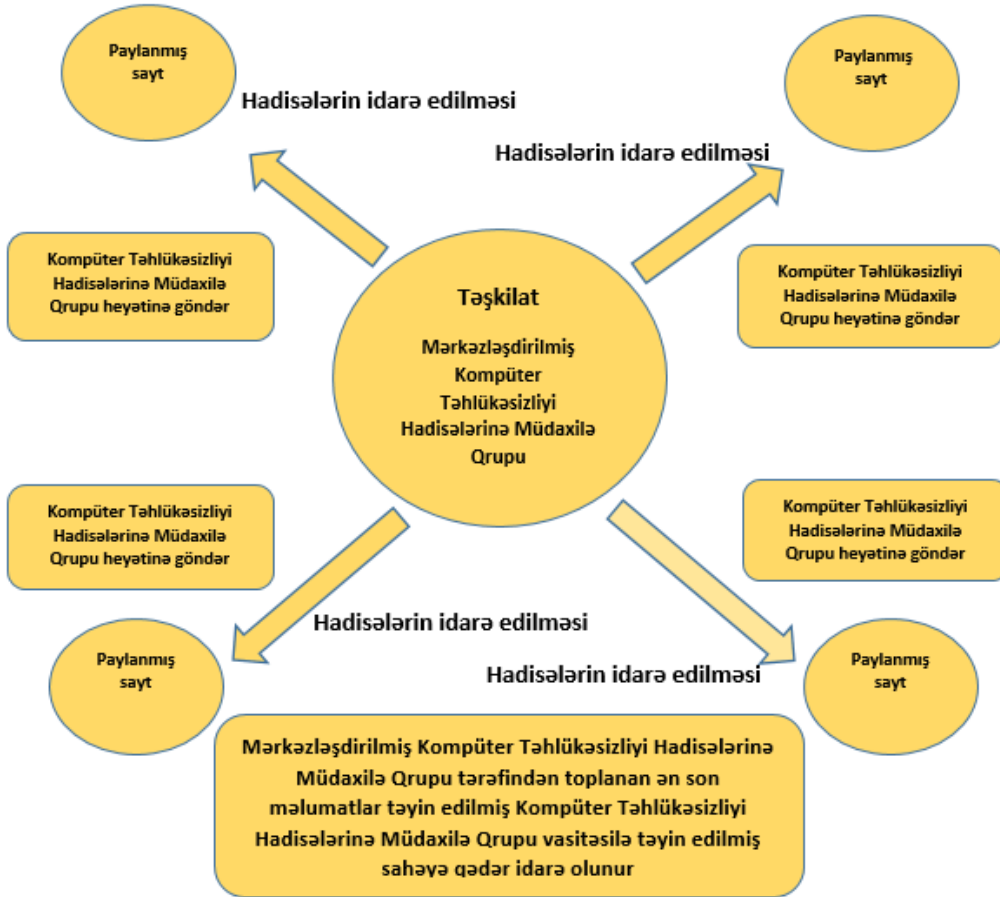 Paylanmış
sayt
Paylanmış
sayt
Hadisələrin idarə edilməsi
Hadisələrin idarə edilməsi
Kompüter Təhlükəsizliyi
Hadisələrinə Müdaxilə
Qrupu heyətinə göndər
Kompüter Təhlükəsizliyi
Hadisələrinə Müdaxilə
Qrupu heyətinə göndər
Təşkilat
Mərkəzləşdirilmiş
Kompüter
Təhlükəsizliyi
Hadisələrinə Müdaxilə
Qrupu
Kompüter Təhlükəsizliyi
Hadisələrinə Müdaxilə
Qrupu heyətinə göndər
Kompüter Təhlükəsizliyi
Hadisələrinə Müdaxilə
Qrupu heyətinə göndər
Hadisələrin idarə edilməsi
Hadisələrin idarə edilməsi
Paylanmış
sayt
Paylanmış
sayt
Mərkəzləşdirilmiş Kompüter Təhlükəsizliyi Hadisələrinə
Müdaxilə Qrupu tərəfindən toplanan ən son
məlumatlar təyin edilmiş Kompüter Təhlükəsizliyi
Hadisələrinə Müdaxilə Qrupu vasitəsilə təyin edilmiş
sahəyə qədər idarə olunur